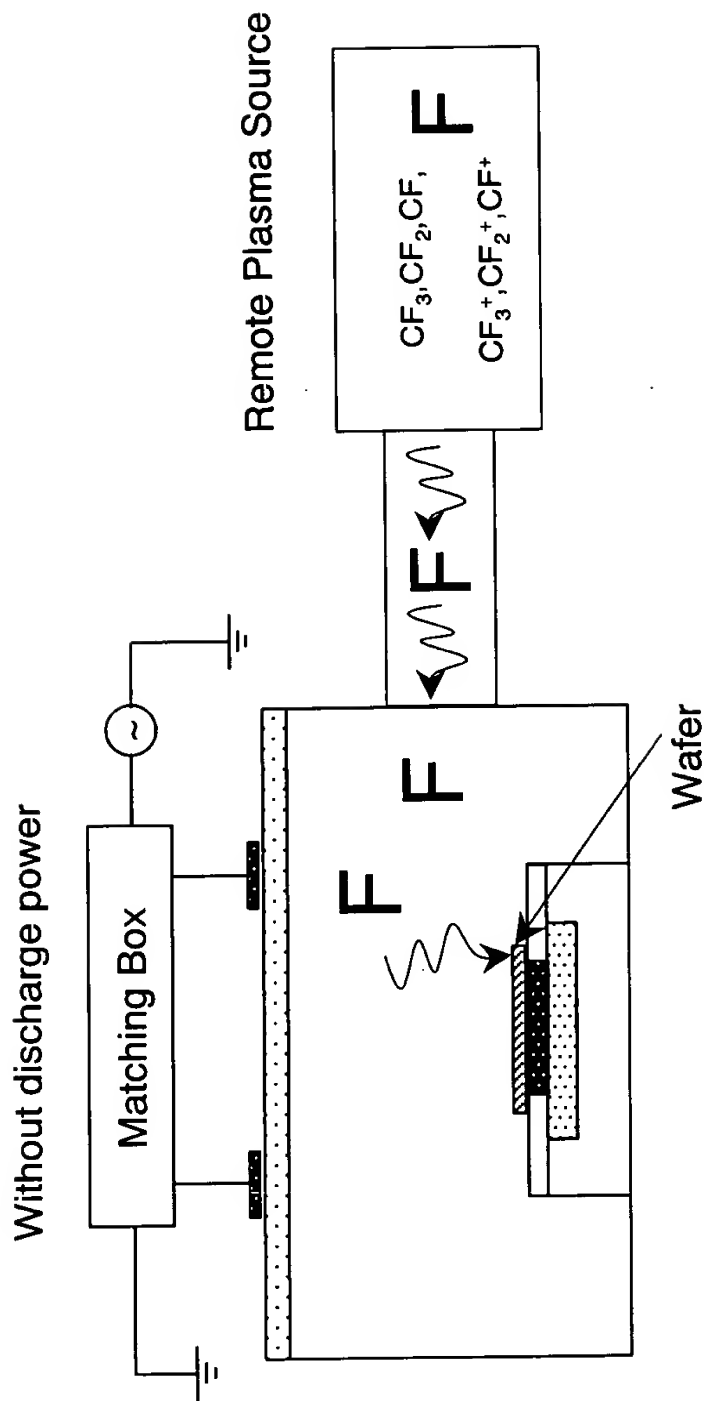 Without discharge power
Matching Box
~
Remote Plasma Source
CF₃,CF₂,CF,
CF₃⁺,CF₂⁺,CF⁺
F
F
F
F
Wafer